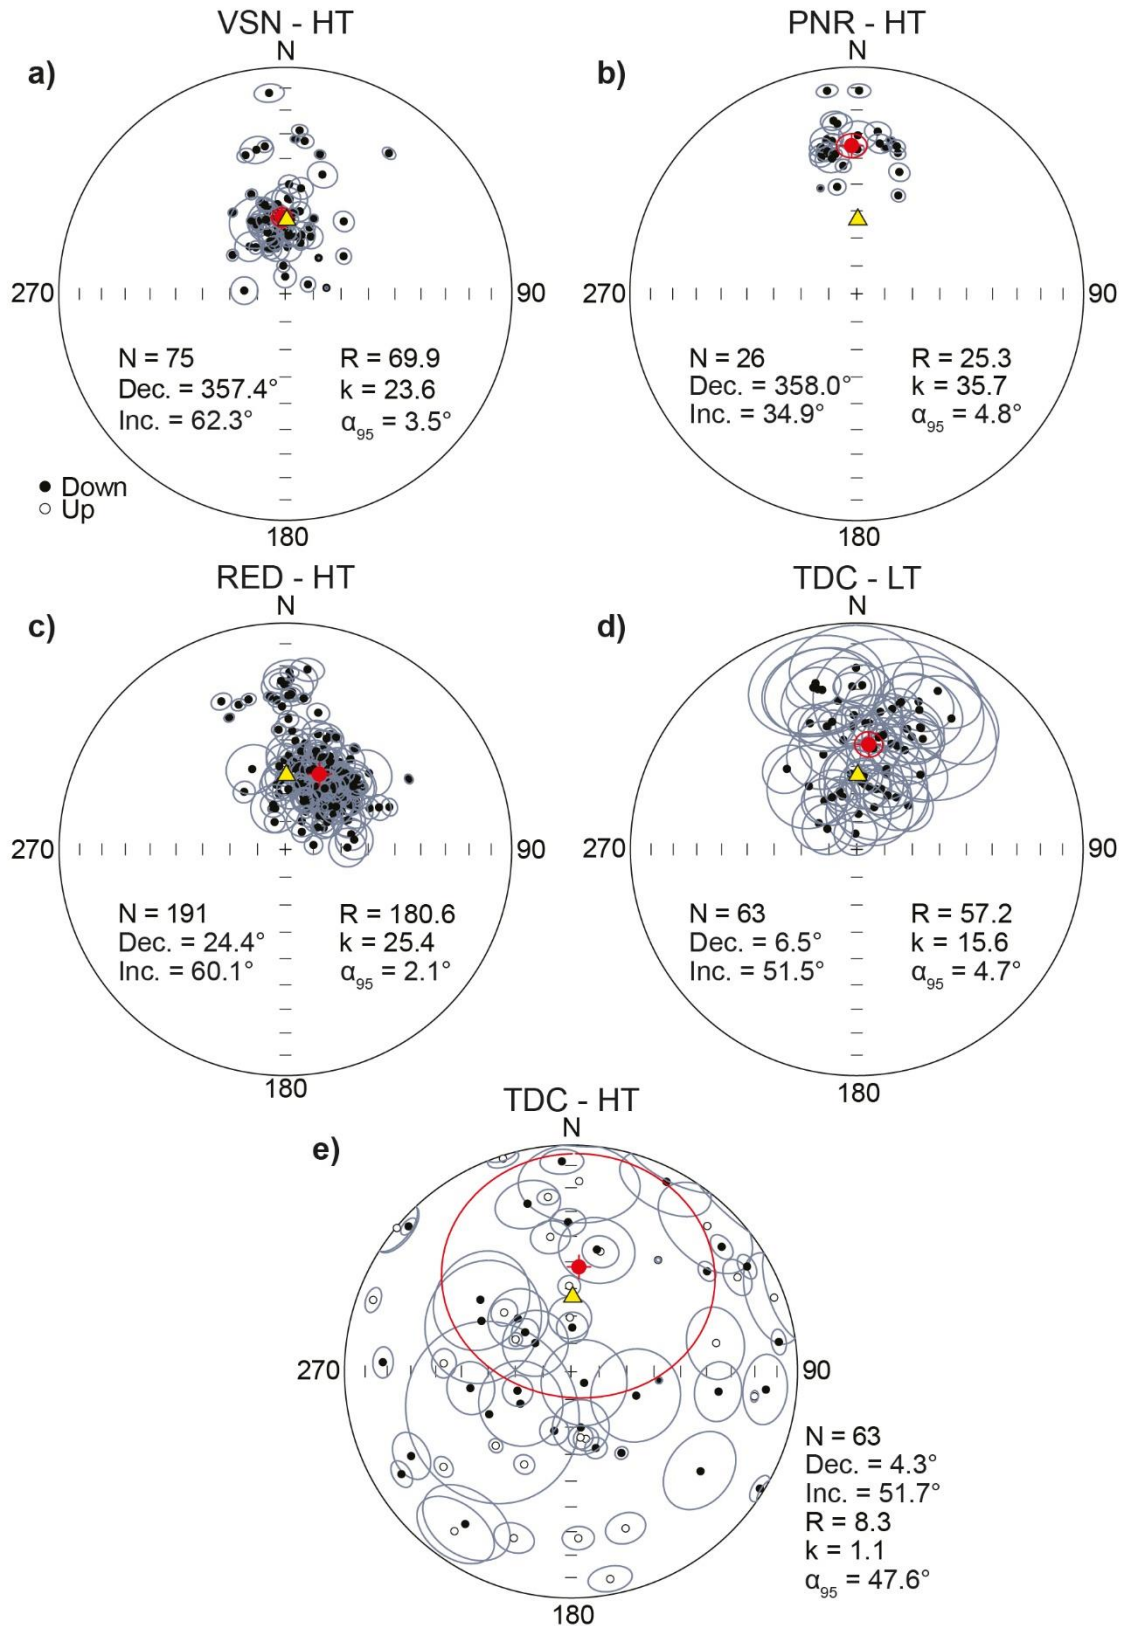 VSN - HT
N
a)
270
90
N = 75
Dec. = 357.4°
Inc. = 62.3°
R = 69.9
k = 23.6
α95 = 3.5°
180
PNR - HT
N
b)
270
90
N = 26
Dec. = 358.0°
Inc. = 34.9°
R = 25.3
k = 35.7
α95 = 4.8°
180
Down
Up
RED - HT
N
c)
270
90
N = 191
Dec. = 24.4°
Inc. = 60.1°
R = 180.6
k = 25.4
α95 = 2.1°
180
TDC - LT
N
d)
270
90
N = 63
Dec. = 6.5°
Inc. = 51.5°
R = 57.2
k = 15.6
α95 = 4.7°
180
TDC - HT
N
e)
270
90
N = 63
Dec. = 4.3°
Inc. = 51.7°
R = 8.3
k = 1.1
α95 = 47.6°
180